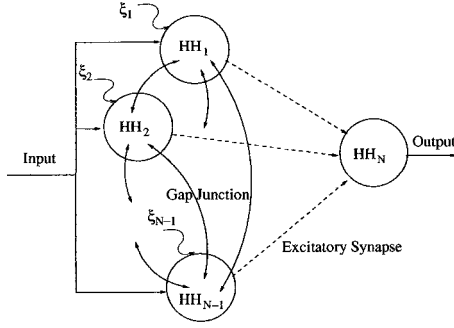 ξ1
HH1
ξ2
HH2
Input
HHN
Output
Gap Junction
ξN-1
Excitatory Synapse
HHN-1